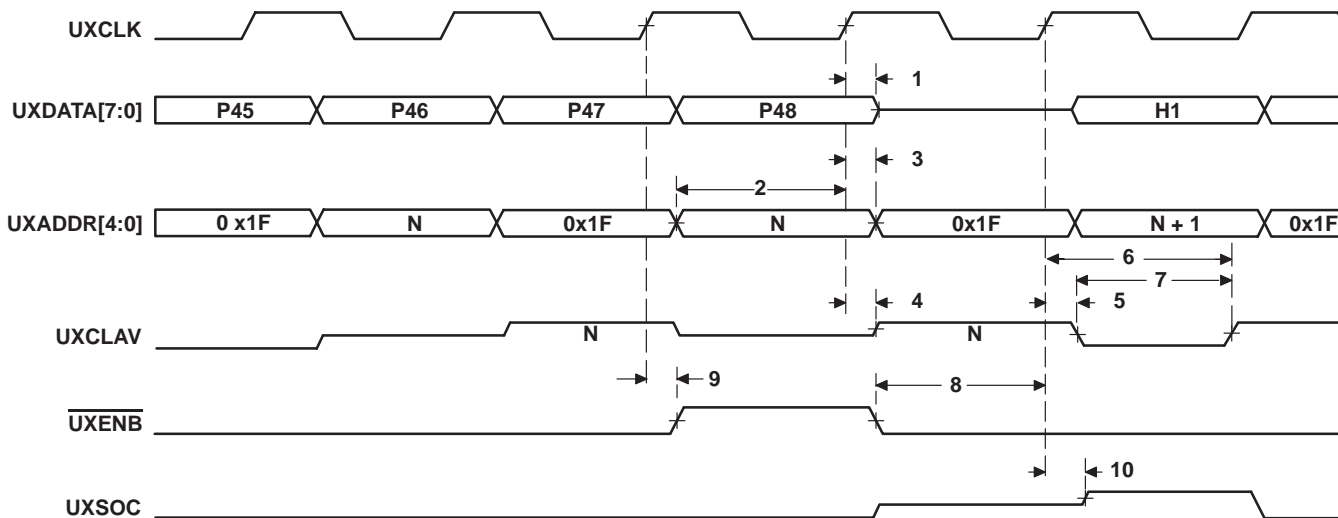 UXCLK
1
UXDATA[7:0] P45 P46 P47 P48 H1
3
2
UXADDR[4:0] 0 x1F N 0x1F N 0x1F N + 1 0x1F
6
7
4 5
UXCLAV N N
9 8
UXENB
10
UXSOC